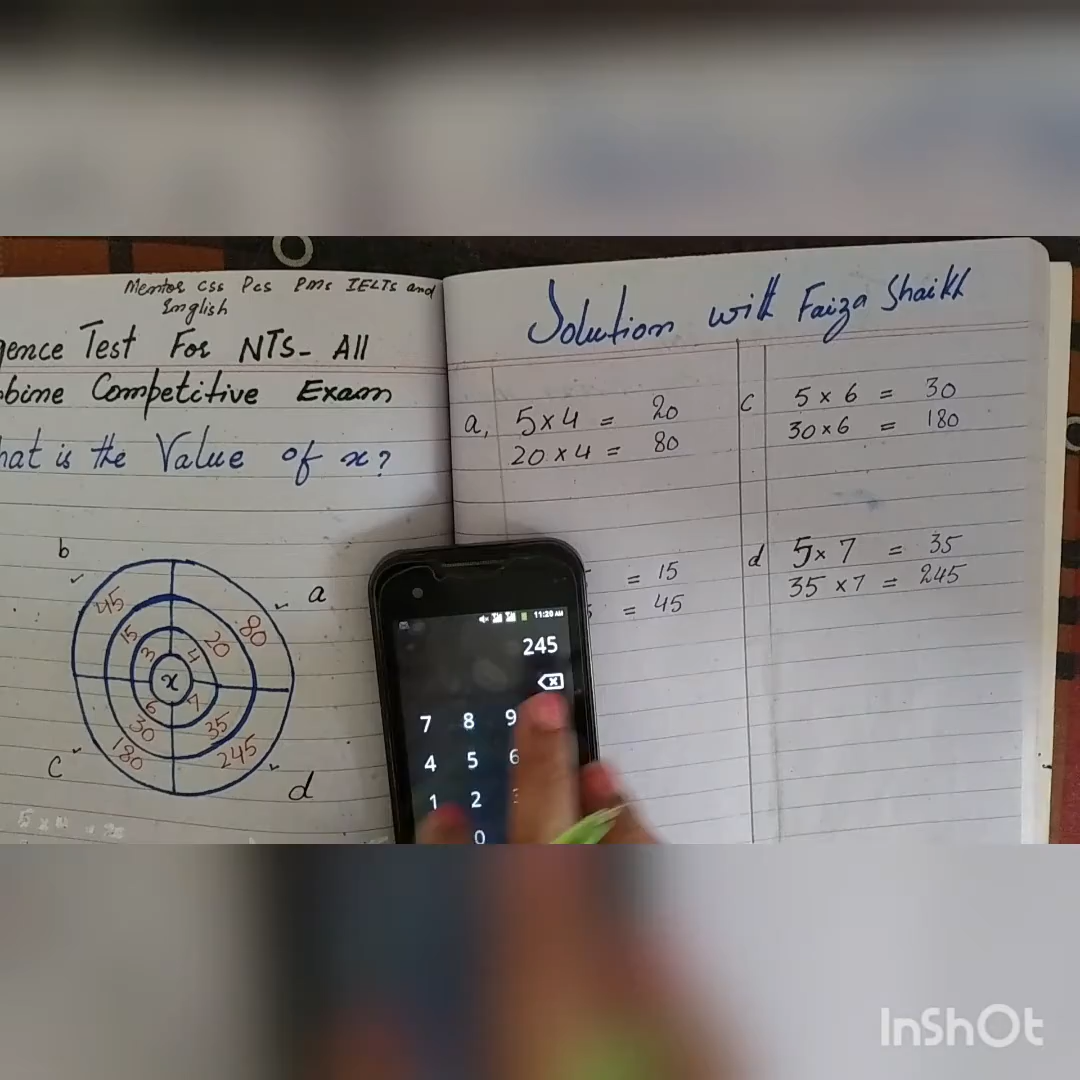 Mentor Css Pcs PMS IELTs and
English
gence Test For NTS- All
bine Competitive Exam
hat is the Value of x?
b
a
45
80
15
20
3
4
x
6
7
30
35
180
245
c
d
Solution with Faiza Shaikh
a, 5×4 = 20
20 × 4 = 80
= 15
= 45
c 5 × 6 = 30
30×6 = 180
d 5× 7 = 35
35 ×7 = 245
11:20 AM
245
7 8 9
4 5 6
1 2
0
InShOt